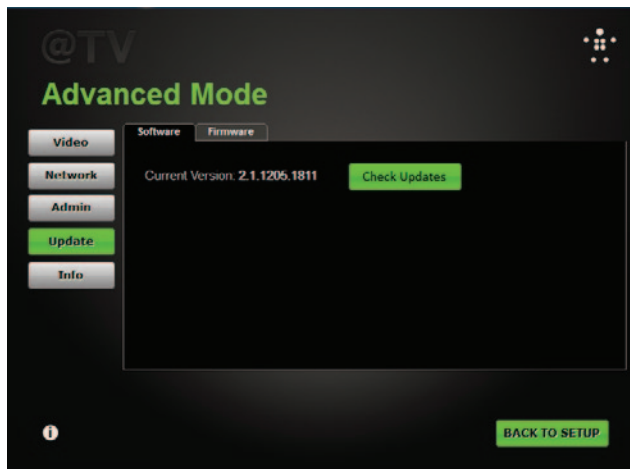 @TV
Advanced Mode
Software Firmware
Video
Network
Admin
Update
Info
Current Version: 2.1.1205.1811 Check Updates
i
BACK TO SETUP